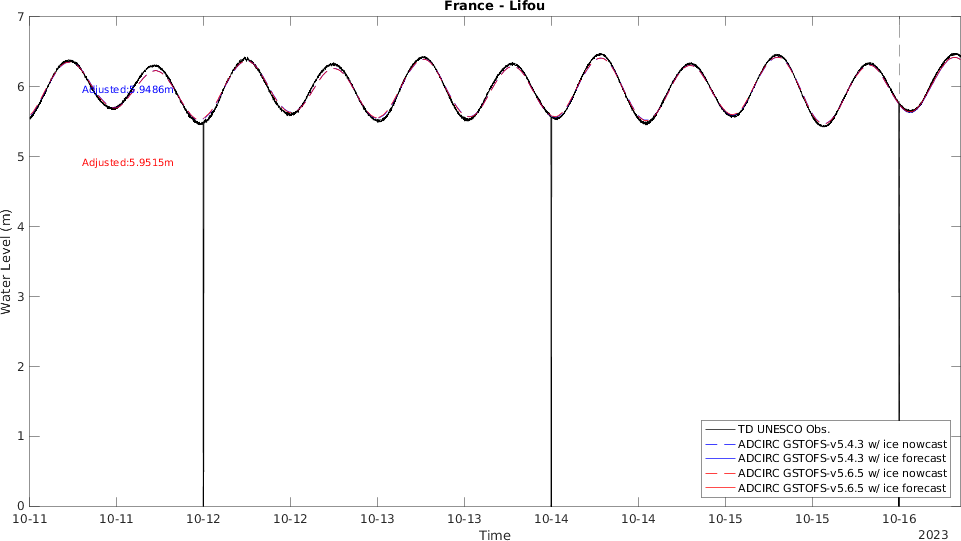 France - Lifou
7
6
5
4
3
2
1
0
Water Level (m)
Adjusted:5.9486m
Adjusted:5.9515m
TD UNESCO Obs.
ADCIRC GSTOFS-v5.4.3 w/ ice nowcast
ADCIRC GSTOFS-v5.4.3 w/ ice forecast
ADCIRC GSTOFS-v5.6.5 w/ ice nowcast
ADCIRC GSTOFS-v5.6.5 w/ ice forecast
10-11 10-11 10-12 10-12 10-13 10-13 10-14 10-14 10-15 10-15 10-16
Time
2023